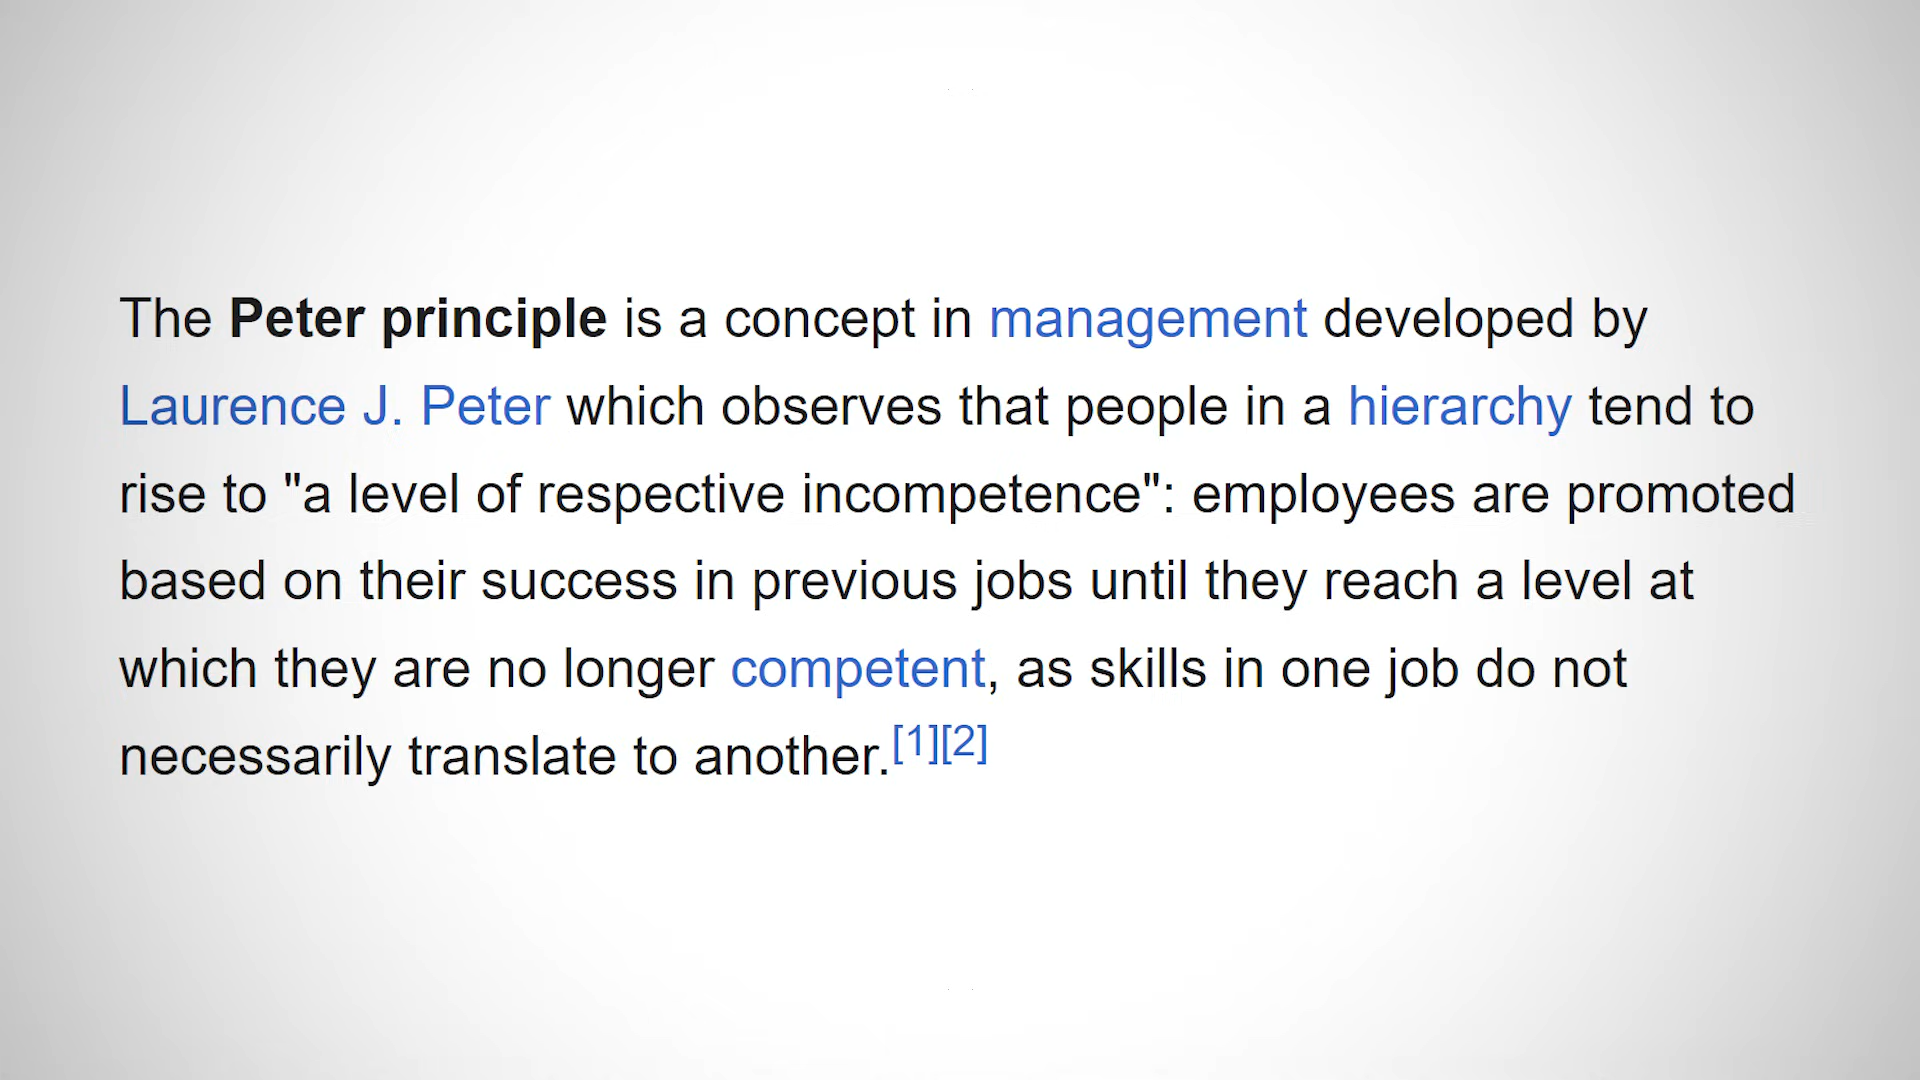 The Peter principle is a concept in management developed by
Laurence J. Peter which observes that people in a hierarchy tend to
rise to "a level of respective incompetence": employees are promoted
based on their success in previous jobs until they reach a level at
which they are no longer competent, as skills in one job do not
necessarily translate to another.[1][2]